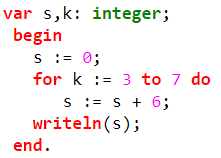 var s,k: integer;
begin
s := 0;
for k := 3 to 7 do
s := s + 6;
writeln(s);
end.